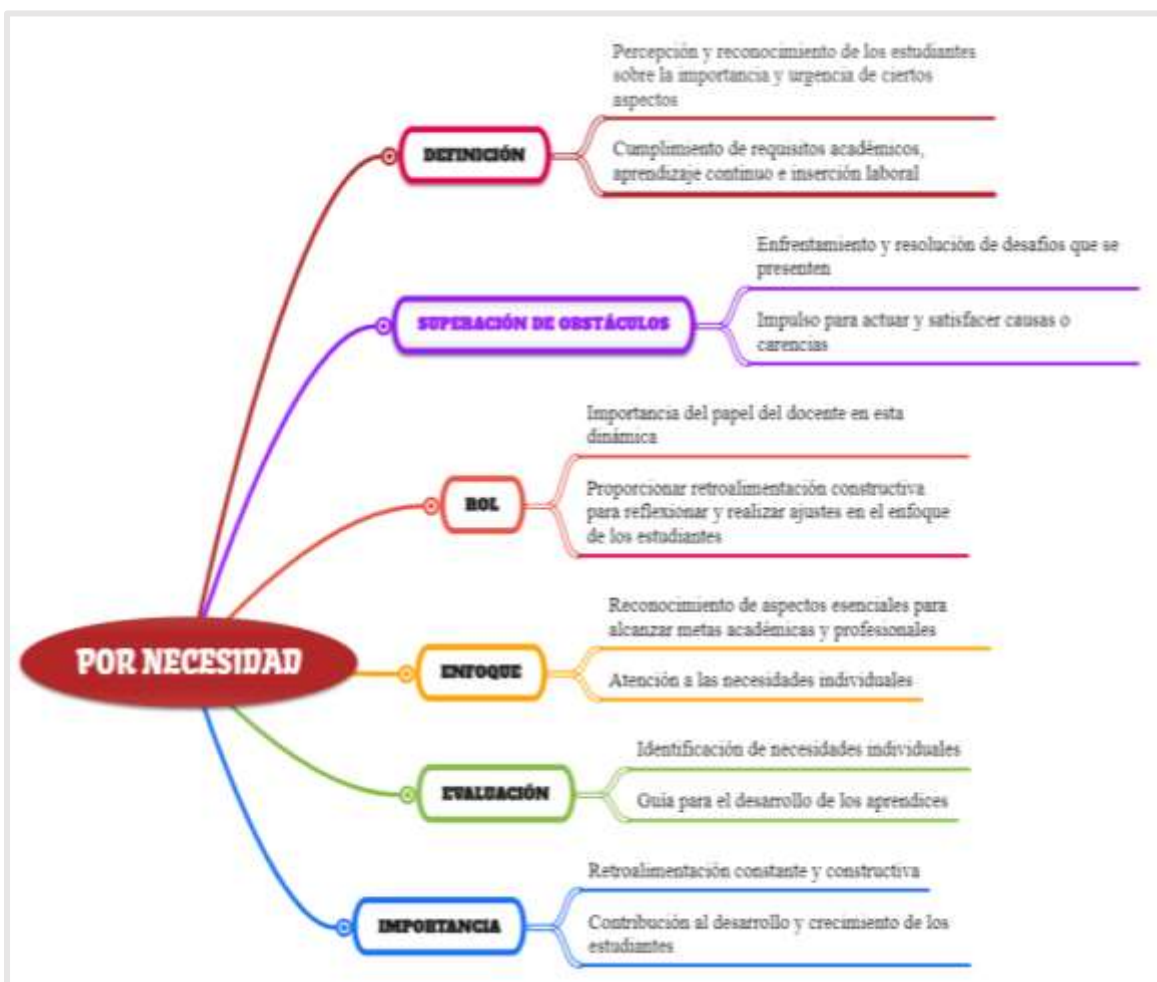 Percepción y reconocimiento de los estudiantes
sobre la importancia y urgencia de ciertos
aspectos
DEFINICIÓN
Cumplimiento de requisitos académicos,
aprendizaje continuo e inserción laboral
Enfrentamiento y resolución de desafíos que se
presenten
SUPERACIÓN DE OBSTÁCULOS
Impulso para actuar y satisfacer causas o
carencias
Importancia del papel del docente en esta
dinámica
ROL
Proporcionar retroalimentación constructiva
para reflexionar y realizar ajustes en el enfoque
de los estudiantes
POR NECESIDAD
Reconocimiento de aspectos esenciales para
alcanzar metas académicas y profesionales
ENFOQUE
Atención a las necesidades individuales
Identificación de necesidades individuales
EVALUACIÓN
Guía para el desarrollo de los aprendices
Retroalimentación constante y constructiva
IMPORTANCIA
Contribución al desarrollo y crecimiento de los
estudiantes